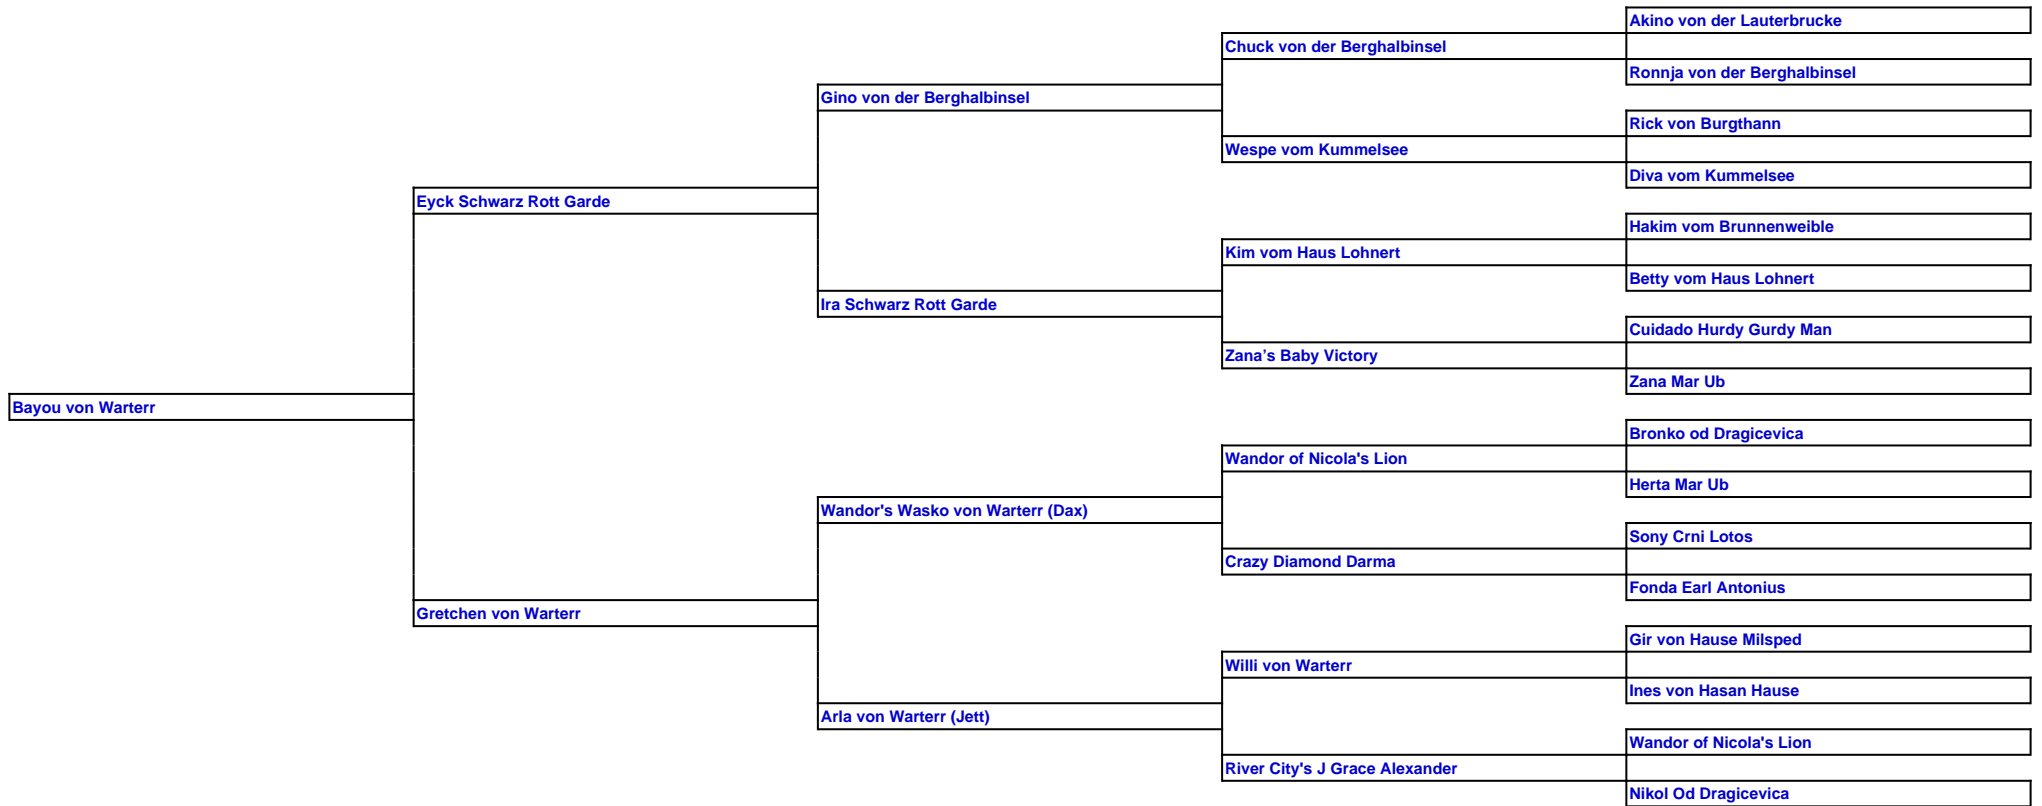 Akino von der Lauterbrucke
Chuck von der Berghalbinsel
Ronnja von der Berghalbinsel
Gino von der Berghalbinsel
Rick von Burgthann
Wespe vom Kummelsee
Diva vom Kummelsee
Eyck Schwarz Rott Garde
Hakim vom Brunnenweible
Kim vom Haus Lohnert
Betty vom Haus Lohnert
Ira Schwarz Rott Garde
Cuidado Hurdy Gurdy Man
Zana’s Baby Victory
Zana Mar Ub
Bayou von Warterr
Bronko od Dragicevica
Wandor of Nicola's Lion
Herta Mar Ub
Wandor's Wasko von Warterr (Dax)
Sony Crni Lotos
Crazy Diamond Darma
Fonda Earl Antonius
Gretchen von Warterr
Gir von Hause Milsped
Willi von Warterr
Ines von Hasan Hause
Arla von Warterr (Jett)
Wandor of Nicola's Lion
River City's J Grace Alexander
Nikol Od Dragicevica